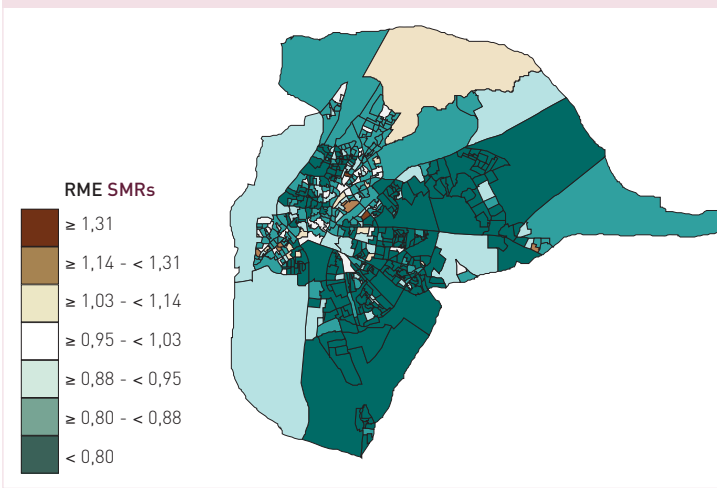 RME SMRs
≥ 1,31
≥ 1,14 - < 1,31
≥ 1,03 - < 1,14
≥ 0,95 - < 1,03
≥ 0,88 - < 0,95
≥ 0,80 - < 0,88
< 0,80